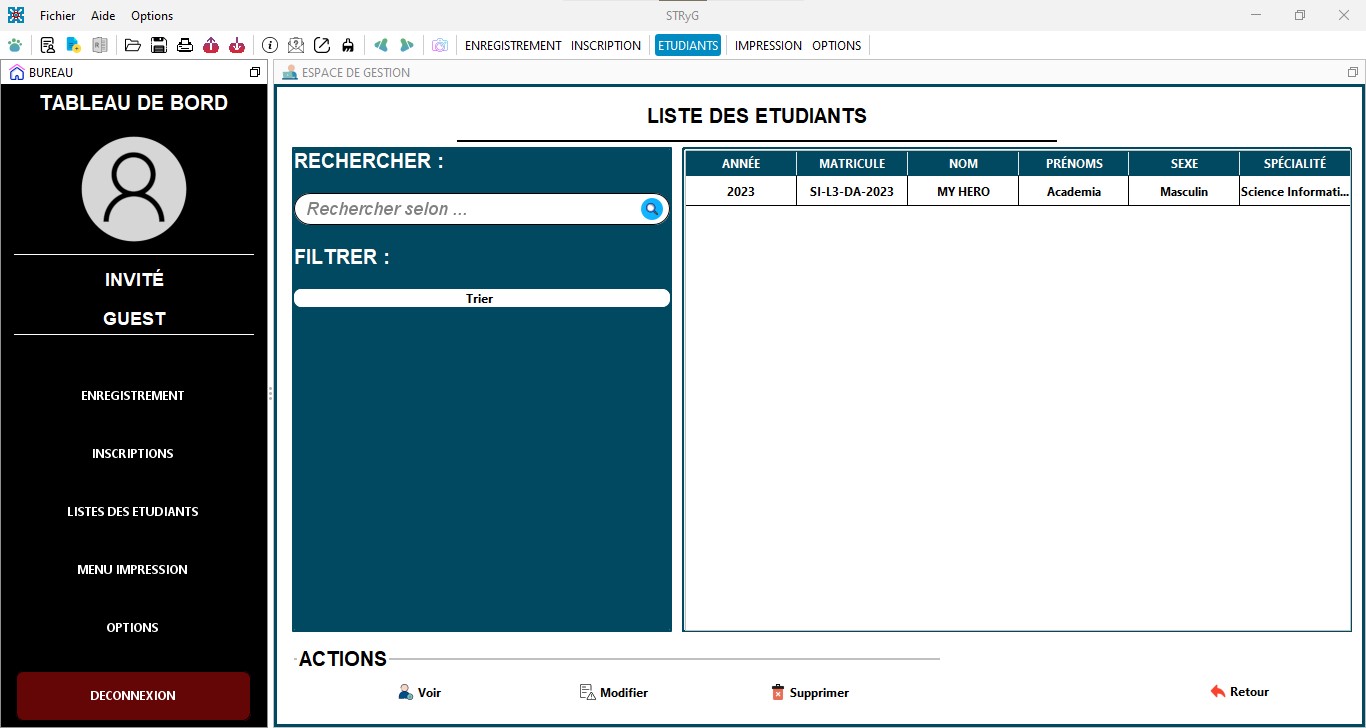 Fichier Aide Options
STRyG
ENREGISTREMENT INSCRIPTION ETUDIANTS IMPRESSION OPTIONS
BUREAU
ESPACE DE GESTION
TABLEAU DE BORD
INVITÉ
GUEST
ENREGISTREMENT
INSCRIPTIONS
LISTES DES ETUDIANTS
MENU IMPRESSION
OPTIONS
DECONNEXION
LISTE DES ETUDIANTS
RECHERCHER :
Rechercher selon ...
FILTRER :
Trier
ANNÉE MATRICULE NOM PRÉNOMS SEXE SPÉCIALITÉ
2023 SI-L3-DA-2023 MY HERO Academia Masculin Science Informati...
ACTIONS
Voir Modifier Supprimer Retour